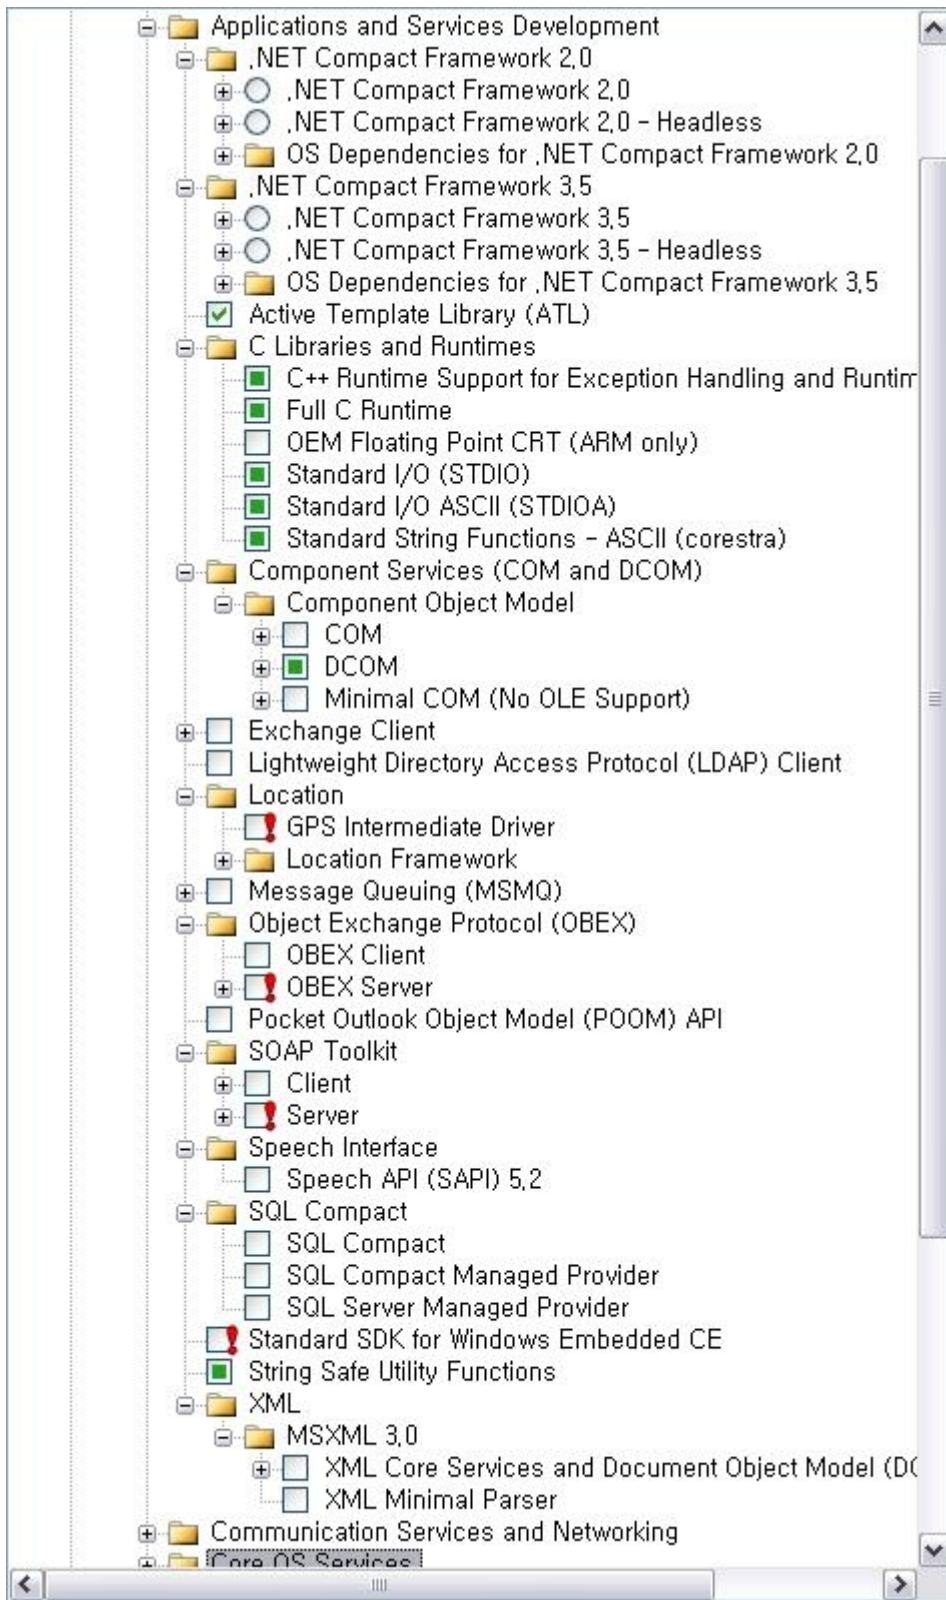 Applications and Services Development
,NET Compact Framework 2,0
,NET Compact Framework 2,0
,NET Compact Framework 2,0 - Headless
OS Dependencies for ,NET Compact Framework 2,0
,NET Compact Framework 3,5
,NET Compact Framework 3,5
,NET Compact Framework 3,5 - Headless
OS Dependencies for ,NET Compact Framework 3,5
Active Template Library (ATL)
C Libraries and Runtimes
C++ Runtime Support for Exception Handling and Runtim
Full C Runtime
OEM Floating Point CRT (ARM only)
Standard I/O (STDIO)
Standard I/O ASCII (STDIOA)
Standard String Functions - ASCII (corestra)
Component Services (COM and DCOM)
Component Object Model
COM
DCOM
Minimal COM (No OLE Support)
Exchange Client
Lightweight Directory Access Protocol (LDAP) Client
Location
GPS Intermediate Driver
Location Framework
Message Queuing (MSMQ)
Object Exchange Protocol (OBEX)
OBEX Client
OBEX Server
Pocket Outlook Object Model (POOM) API
SOAP Toolkit
Client
Server
Speech Interface
Speech API (SAPI) 5,2
SQL Compact
SQL Compact
SQL Compact Managed Provider
SQL Server Managed Provider
Standard SDK for Windows Embedded CE
String Safe Utility Functions
XML
MSXML 3,0
XML Core Services and Document Object Model (DO
XML Minimal Parser
Communication Services and Networking
Core OS Services